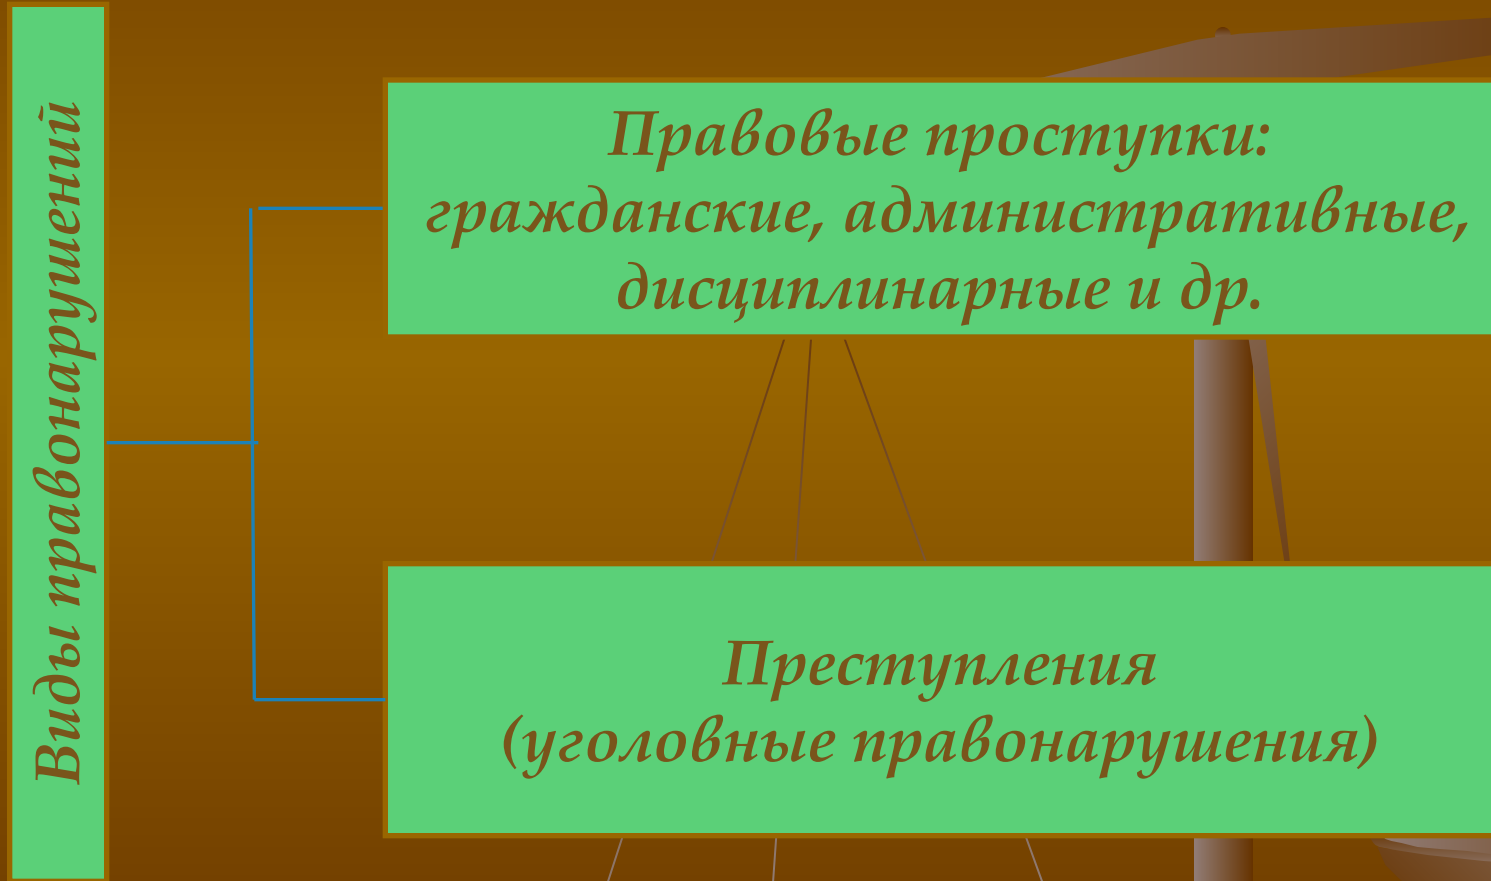 Виды правонарушений
Правовые проступки:
гражданские, административные,
дисциплинарные и др.
Преступления
(уголовные правонарушения)